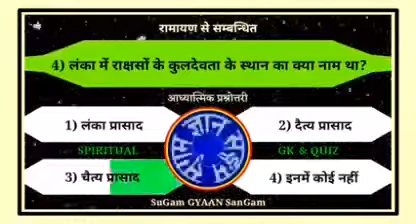 रामायण से सम्बन्धित
4) लंका में राक्षसों के कुलदेवता के स्थान का क्या नाम था?
आध्यात्मिक प्रश्नोत्तरी
1) लंका प्रासाद
2) दैत्य प्रासाद
SPIRITUAL
GK & QUIZ
3) चैत्य प्रासाद
4) इनमें कोई नहीं
SuGam GYAAN SanGam